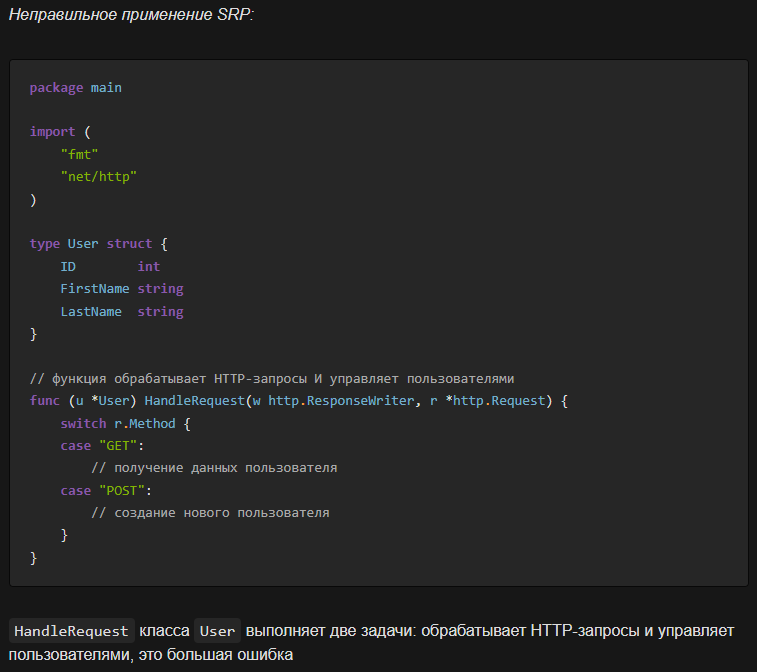 Неправильное применение SRP:
package main
import (
"fmt"
"net/http"
)
type User struct {
ID int
FirstName string
LastName string
}
// функция обрабатывает HTTP-запросы И управляет пользователями
func (u *User) HandleRequest(w http.ResponseWriter, r *http.Request) {
switch r.Method {
case "GET":
// получение данных пользователя
case "POST":
// создание нового пользователя
}
}
HandleRequest класса User выполняет две задачи: обрабатывает HTTP-запросы и управляет
пользователями, это большая ошибка